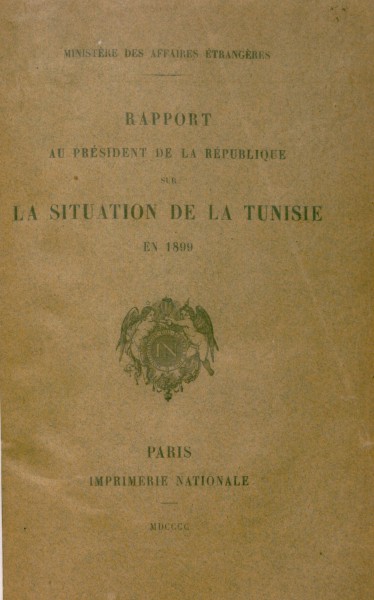 MINISTÈRE DES AFFAIRES ÉTRANGÈRES
RAPPORT
AU PRÉSIDENT DE LA RÉPUBLIQUE
SUR
LA SITUATION DE LA TUNISIE
EN 1899
IN
PARIS
IMPRIMERIE NATIONALE
MDCCCC